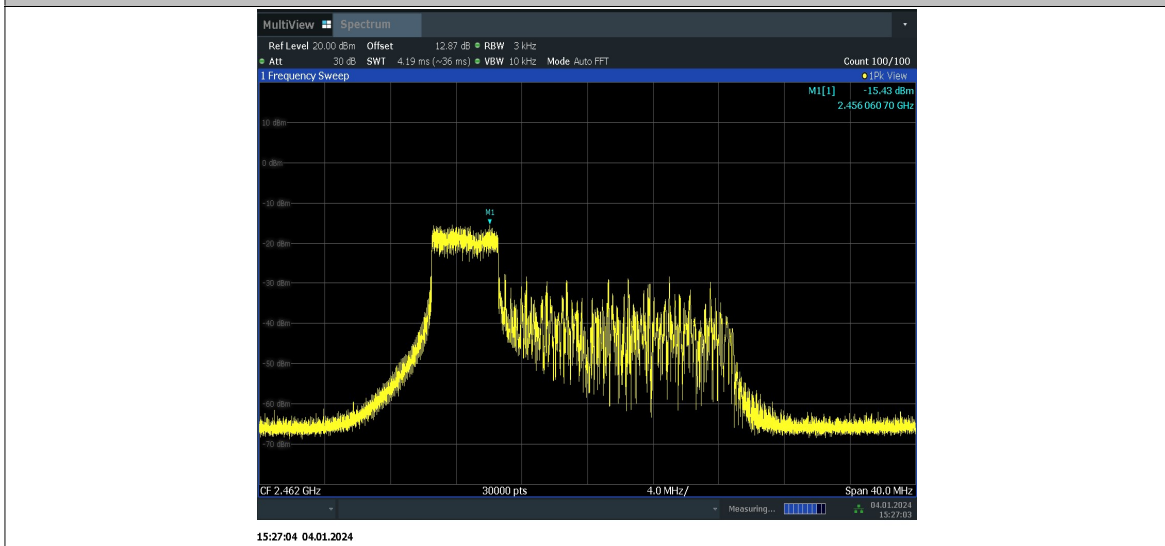 MultiView Spectrum
Ref Level 20.00 dBm Offset 12.87 dB RBW 3 kHz
Att 30 dB SWT 4.19 ms (~36 ms) VBW 10 kHz Mode Auto FFT Count 100/100
1 Frequency Sweep 1Pk View
M1[1] -15.43 dBm
2.456 060 70 GHz
10 dBm
0 dBm
-10 dBm
M1
-20 dBm
-30 dBm
-40 dBm
-50 dBm
-60 dBm
-70 dBm
CF 2.462 GHz 30000 pts 4.0 MHz/ Span 40.0 MHz
Measuring... 04.01.2024
15:27:03
15:27:04 04.01.2024